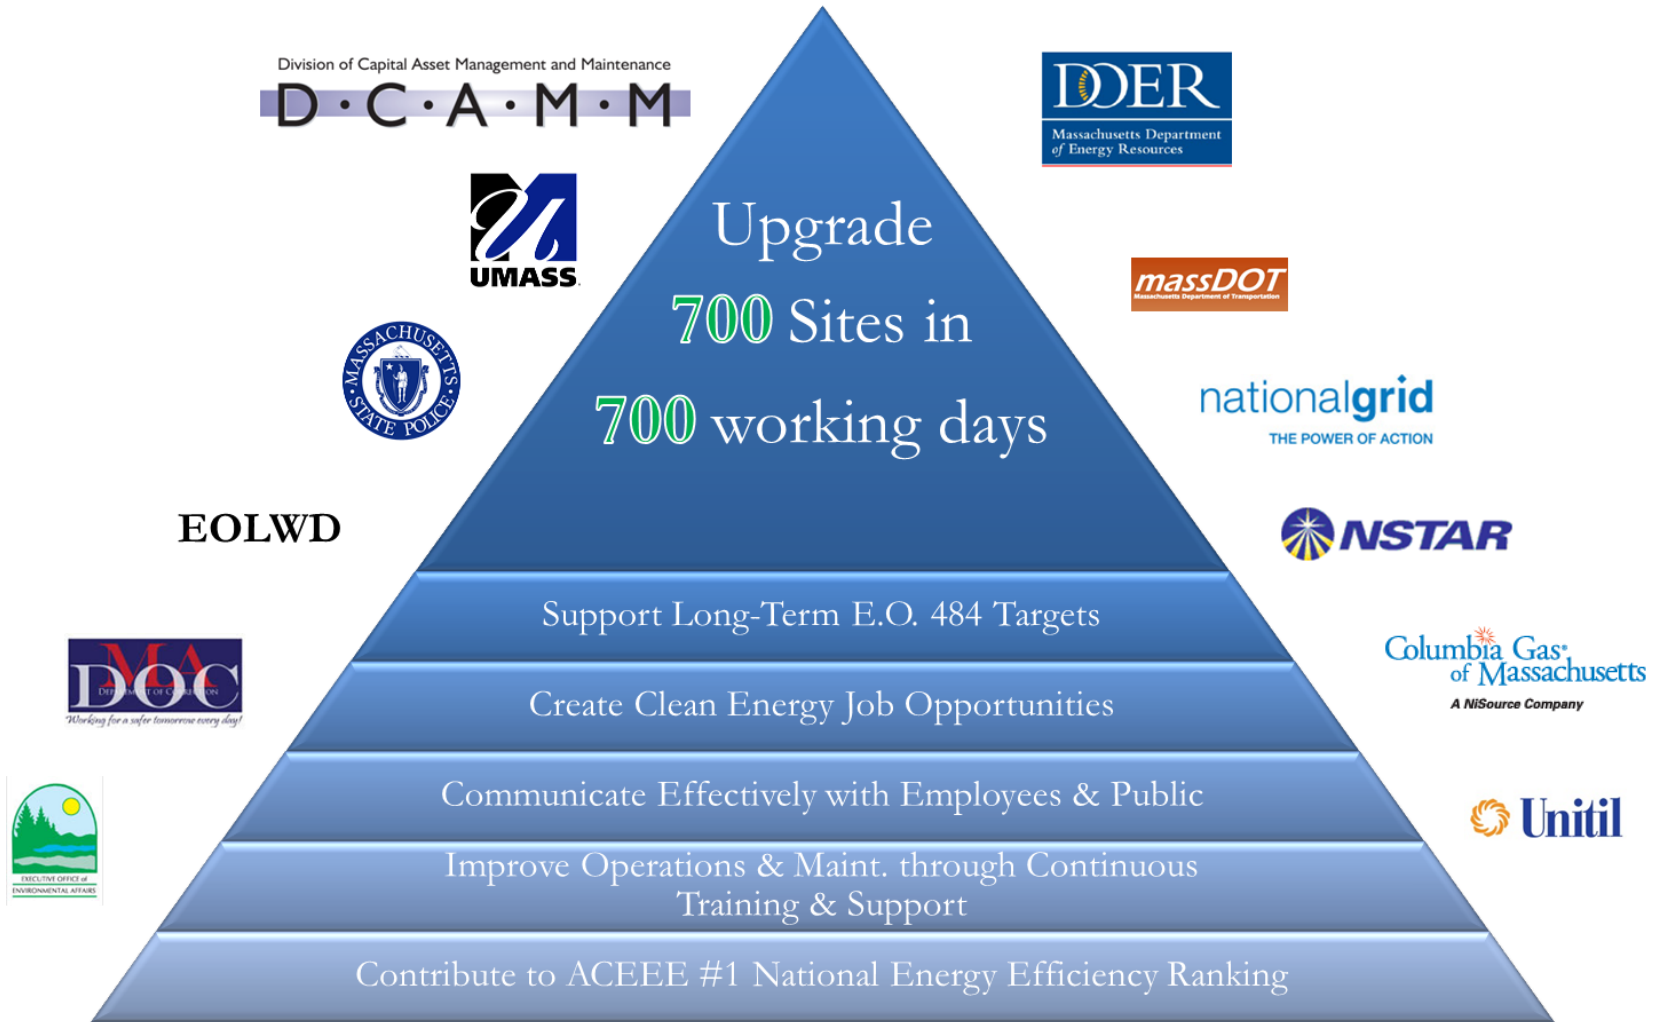 Division of Capital Asset Management and Maintenance
D·C·A·M·M
DOER
Massachusetts Department
of Energy Resources
UMASS
massDOT
Massachusetts Department of Transportation
MASSACHUSETTS
STATE POLICE
nationalgrid
THE POWER OF ACTION
EOLWD
NSTAR
MA
DOC
DEPARTMENT OF CORRECTION
Working for a safer tomorrow every day!
Columbia Gas®
of Massachusetts
A NiSource Company
EXECUTIVE OFFICE of
ENVIRONMENTAL AFFAIRS
Unitil
Upgrade
700 Sites in
700 working days
Support Long-Term E.O. 484 Targets
Create Clean Energy Job Opportunities
Communicate Effectively with Employees & Public
Improve Operations & Maint. through Continuous
Training & Support
Contribute to ACEEE #1 National Energy Efficiency Ranking